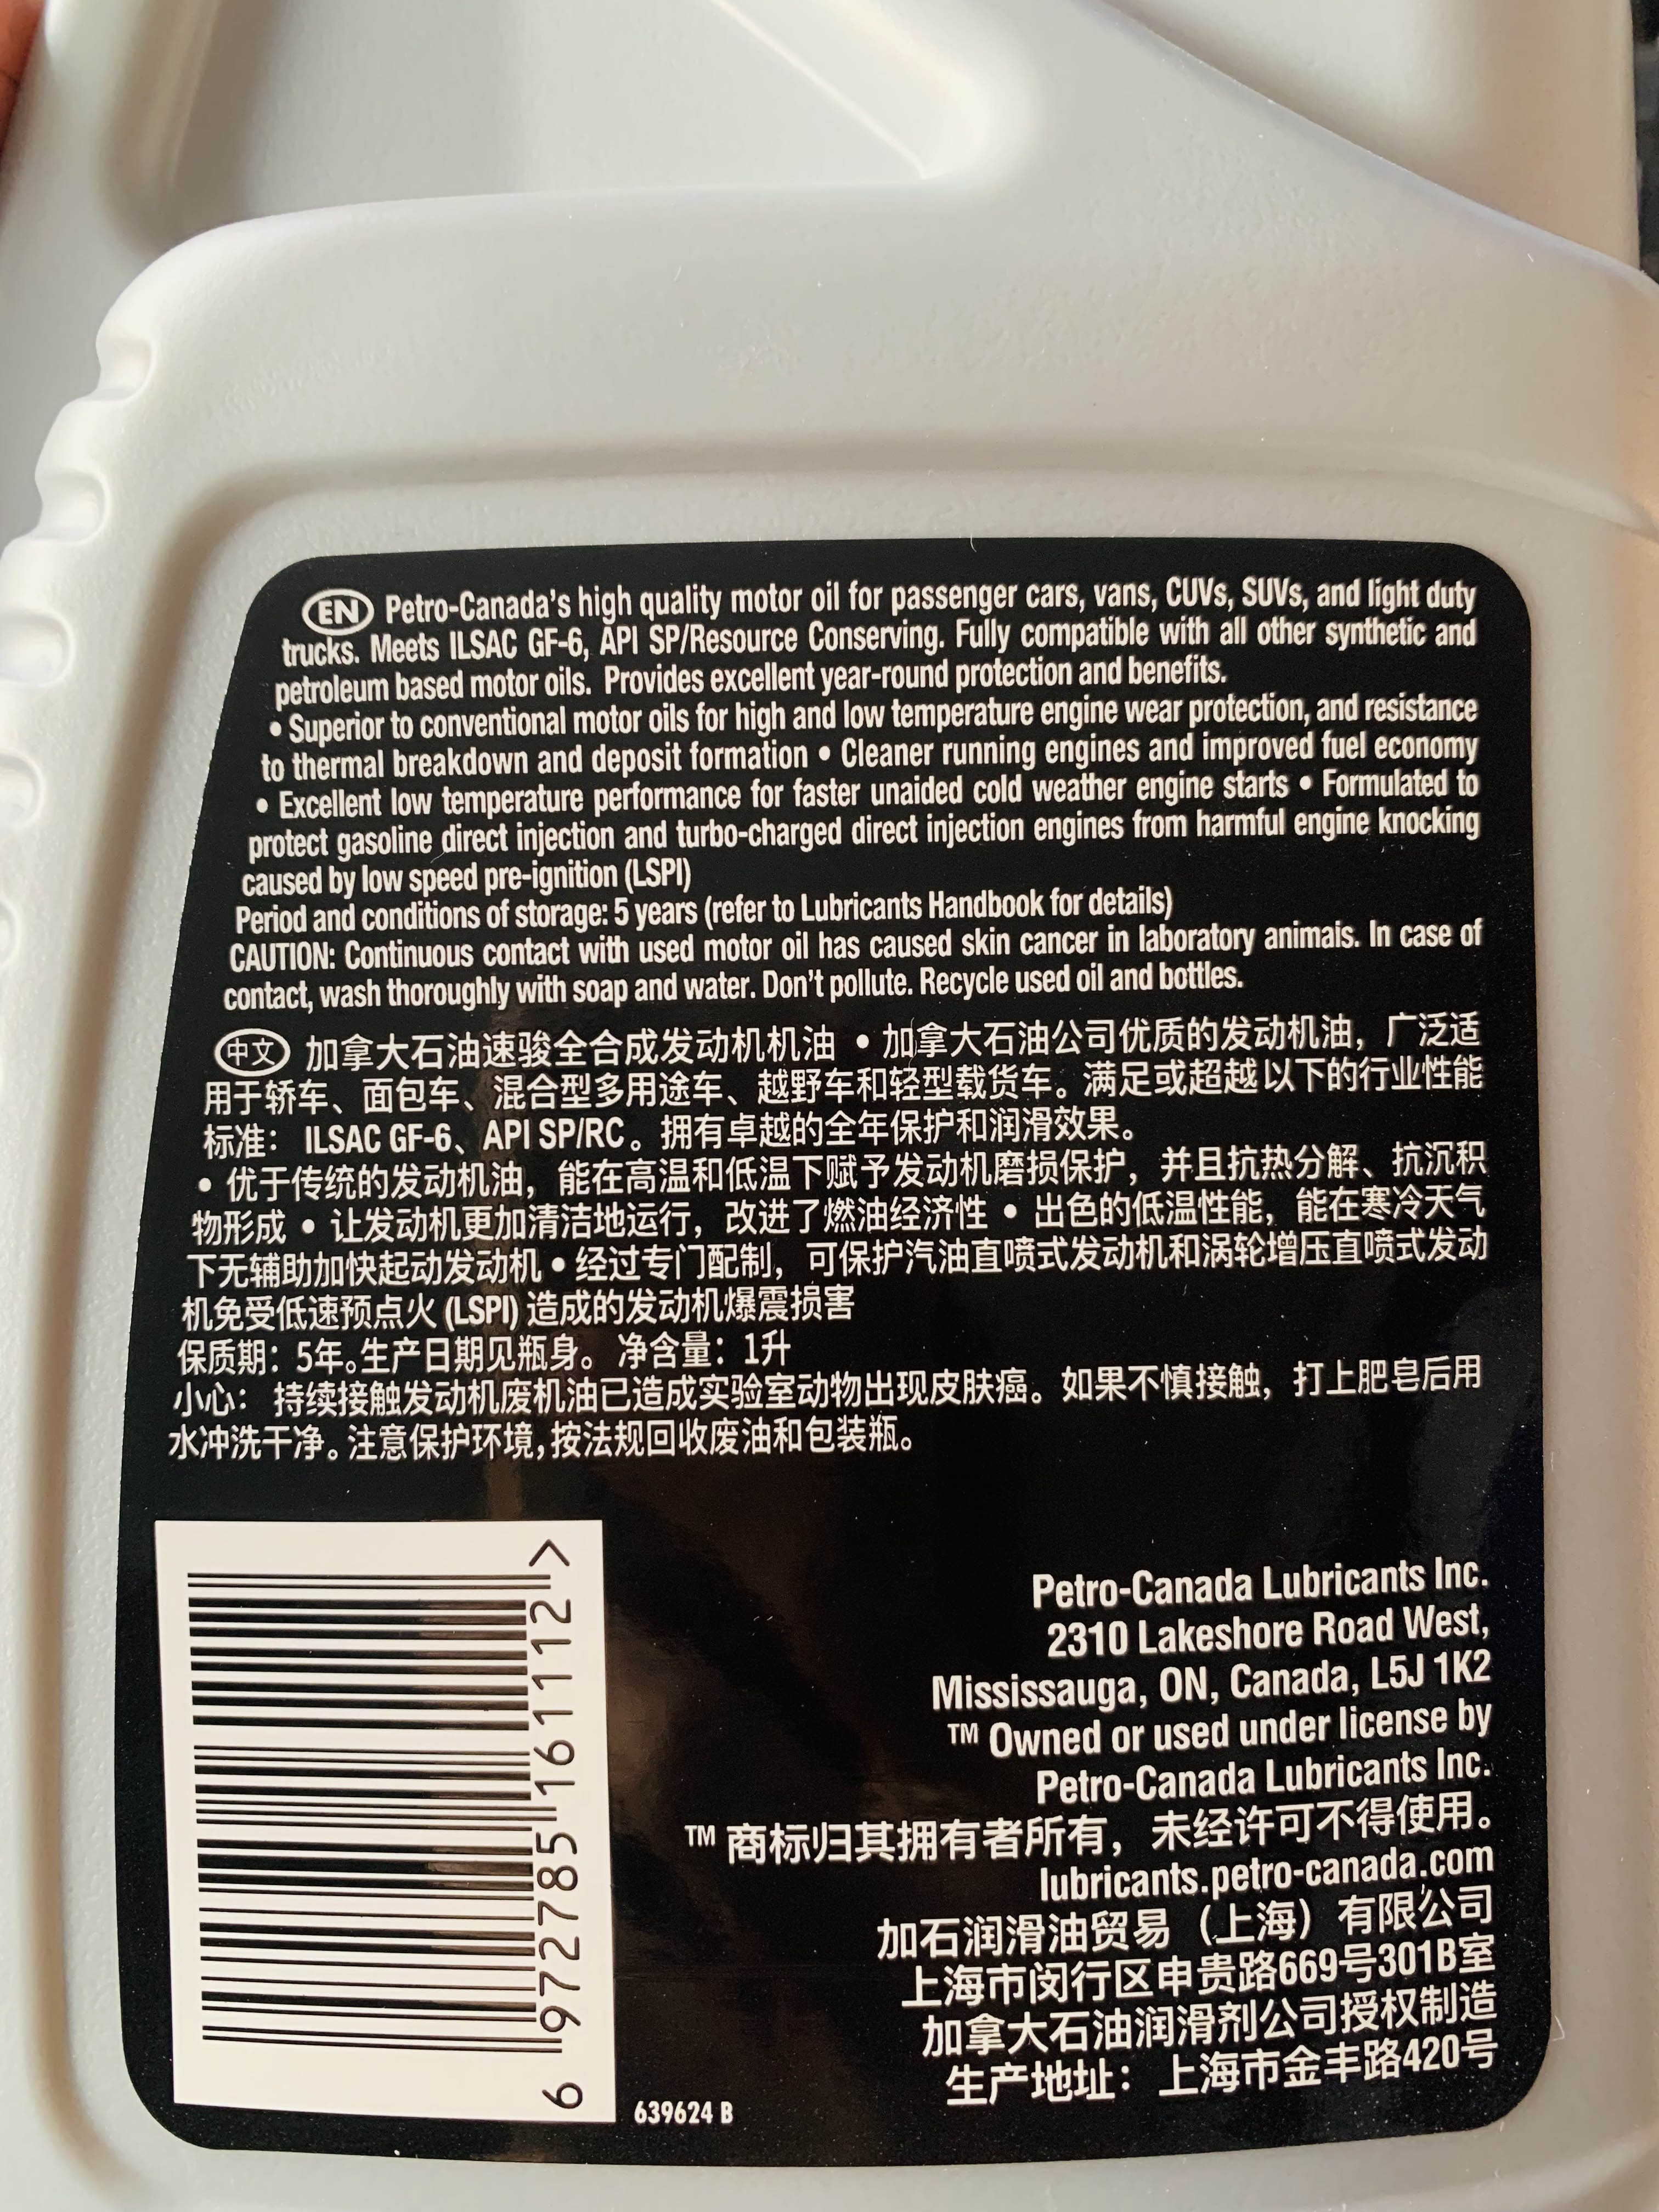 EN Petro-Canada's high quality motor oil for passenger cars, vans, CUVs, SUVs, and light duty
trucks. Meets ILSAC GF-6, API SP/Resource Conserving. Fully compatible with all other synthetic and
petroleum based motor oils. Provides excellent year-round protection and benefits.
• Superior to conventional motor oils for high and low temperature engine wear protection, and resistance
to thermal breakdown and deposit formation • Cleaner running engines and improved fuel economy
• Excellent low temperature performance for faster unaided cold weather engine starts • Formulated to
protect gasoline direct injection and turbo-charged direct injection engines from harmful engine knocking
caused by low speed pre-ignition (LSPI)
Period and conditions of storage: 5 years (refer to Lubricants Handbook for details)
CAUTION: Continuous contact with used motor oil has caused skin cancer in laboratory animais. In case of
contact, wash thoroughly with soap and water. Don't pollute. Recycle used oil and bottles.
中文 加拿大石油速骏全合成发动机机油 • 加拿大石油公司优质的发动机油，广泛适
用于轿车、面包车、混合型多用途车、越野车和轻型载货车。满足或超越以下的行业性能
标准： ILSAC GF-6、API SP/RC。拥有卓越的全年保护和润滑效果。
• 优于传统的发动机油，能在高温和低温下赋予发动机磨损保护，并且抗热分解、抗沉积
物形成 • 让发动机更加清洁地运行，改进了燃油经济性 • 出色的低温性能，能在寒冷天气
下无辅助加快起动发动机 • 经过专门配制，可保护汽油直喷式发动机和涡轮增压直喷式发动
机免受低速预点火 (LSPI) 造成的发动机爆震损害
保质期：5年。生产日期见瓶身。净含量：1升
小心： 持续接触发动机废机油已造成实验室动物出现皮肤癌。如果不慎接触，打上肥皂后用
水冲洗干净。注意保护环境，按法规回收废油和包装瓶。
6 972785 161112 >
639624 B
Petro-Canada Lubricants Inc.
2310 Lakeshore Road West,
Mississauga, ON, Canada, L5J 1K2
™ Owned or used under license by
Petro-Canada Lubricants Inc.
™ 商标归其拥有者所有，未经许可不得使用。
lubricants.petro-canada.com
加石润滑油贸易（上海）有限公司
上海市闵行区申贵路669号301B室
加拿大石油润滑剂公司授权制造
生产地址：上海市金丰路420号